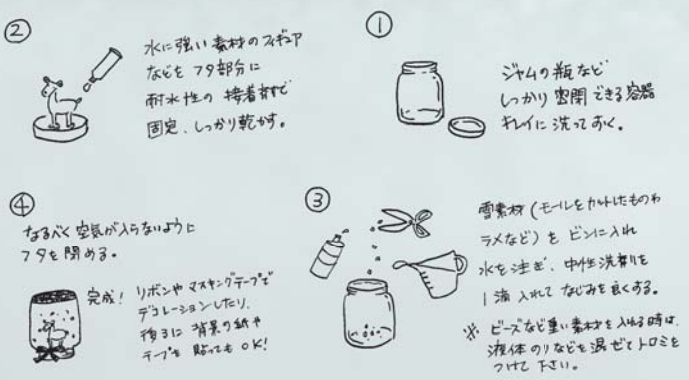 ①
ジャムの瓶など
しっかり密閉できる容器
キレイに洗っておく。
②
水に強い素材のフィギュア
などをフタ部分に
耐水性の接着剤で
固定、しっかり乾かす。
③
雪素材(モールをカットしたものや
ラメなど)をビンに入れ
水を注ぎ、中性洗剤を
1滴入れてなじみを良くする。
※ ビーズなど重い素材を入れる時は、
液体のりなどを混ぜてトロミを
つけて下さい。
④
なるべく空気が入らないように
フタを閉める。
完成! リボンやマスキングテープで
デコレーションしたり、
後ろに背景の紙や
テープを貼ってもOK!